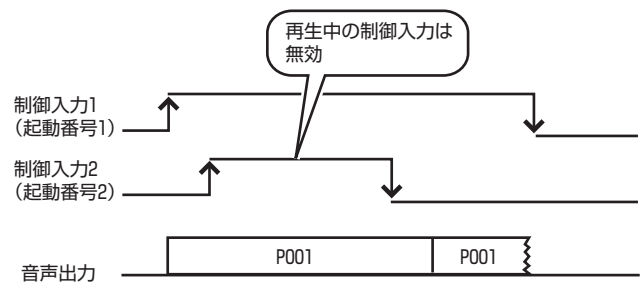 再生中の制御入力は
無効
制御入力1
(起動番号1)
制御入力2
(起動番号2)
音声出力
P001
P001